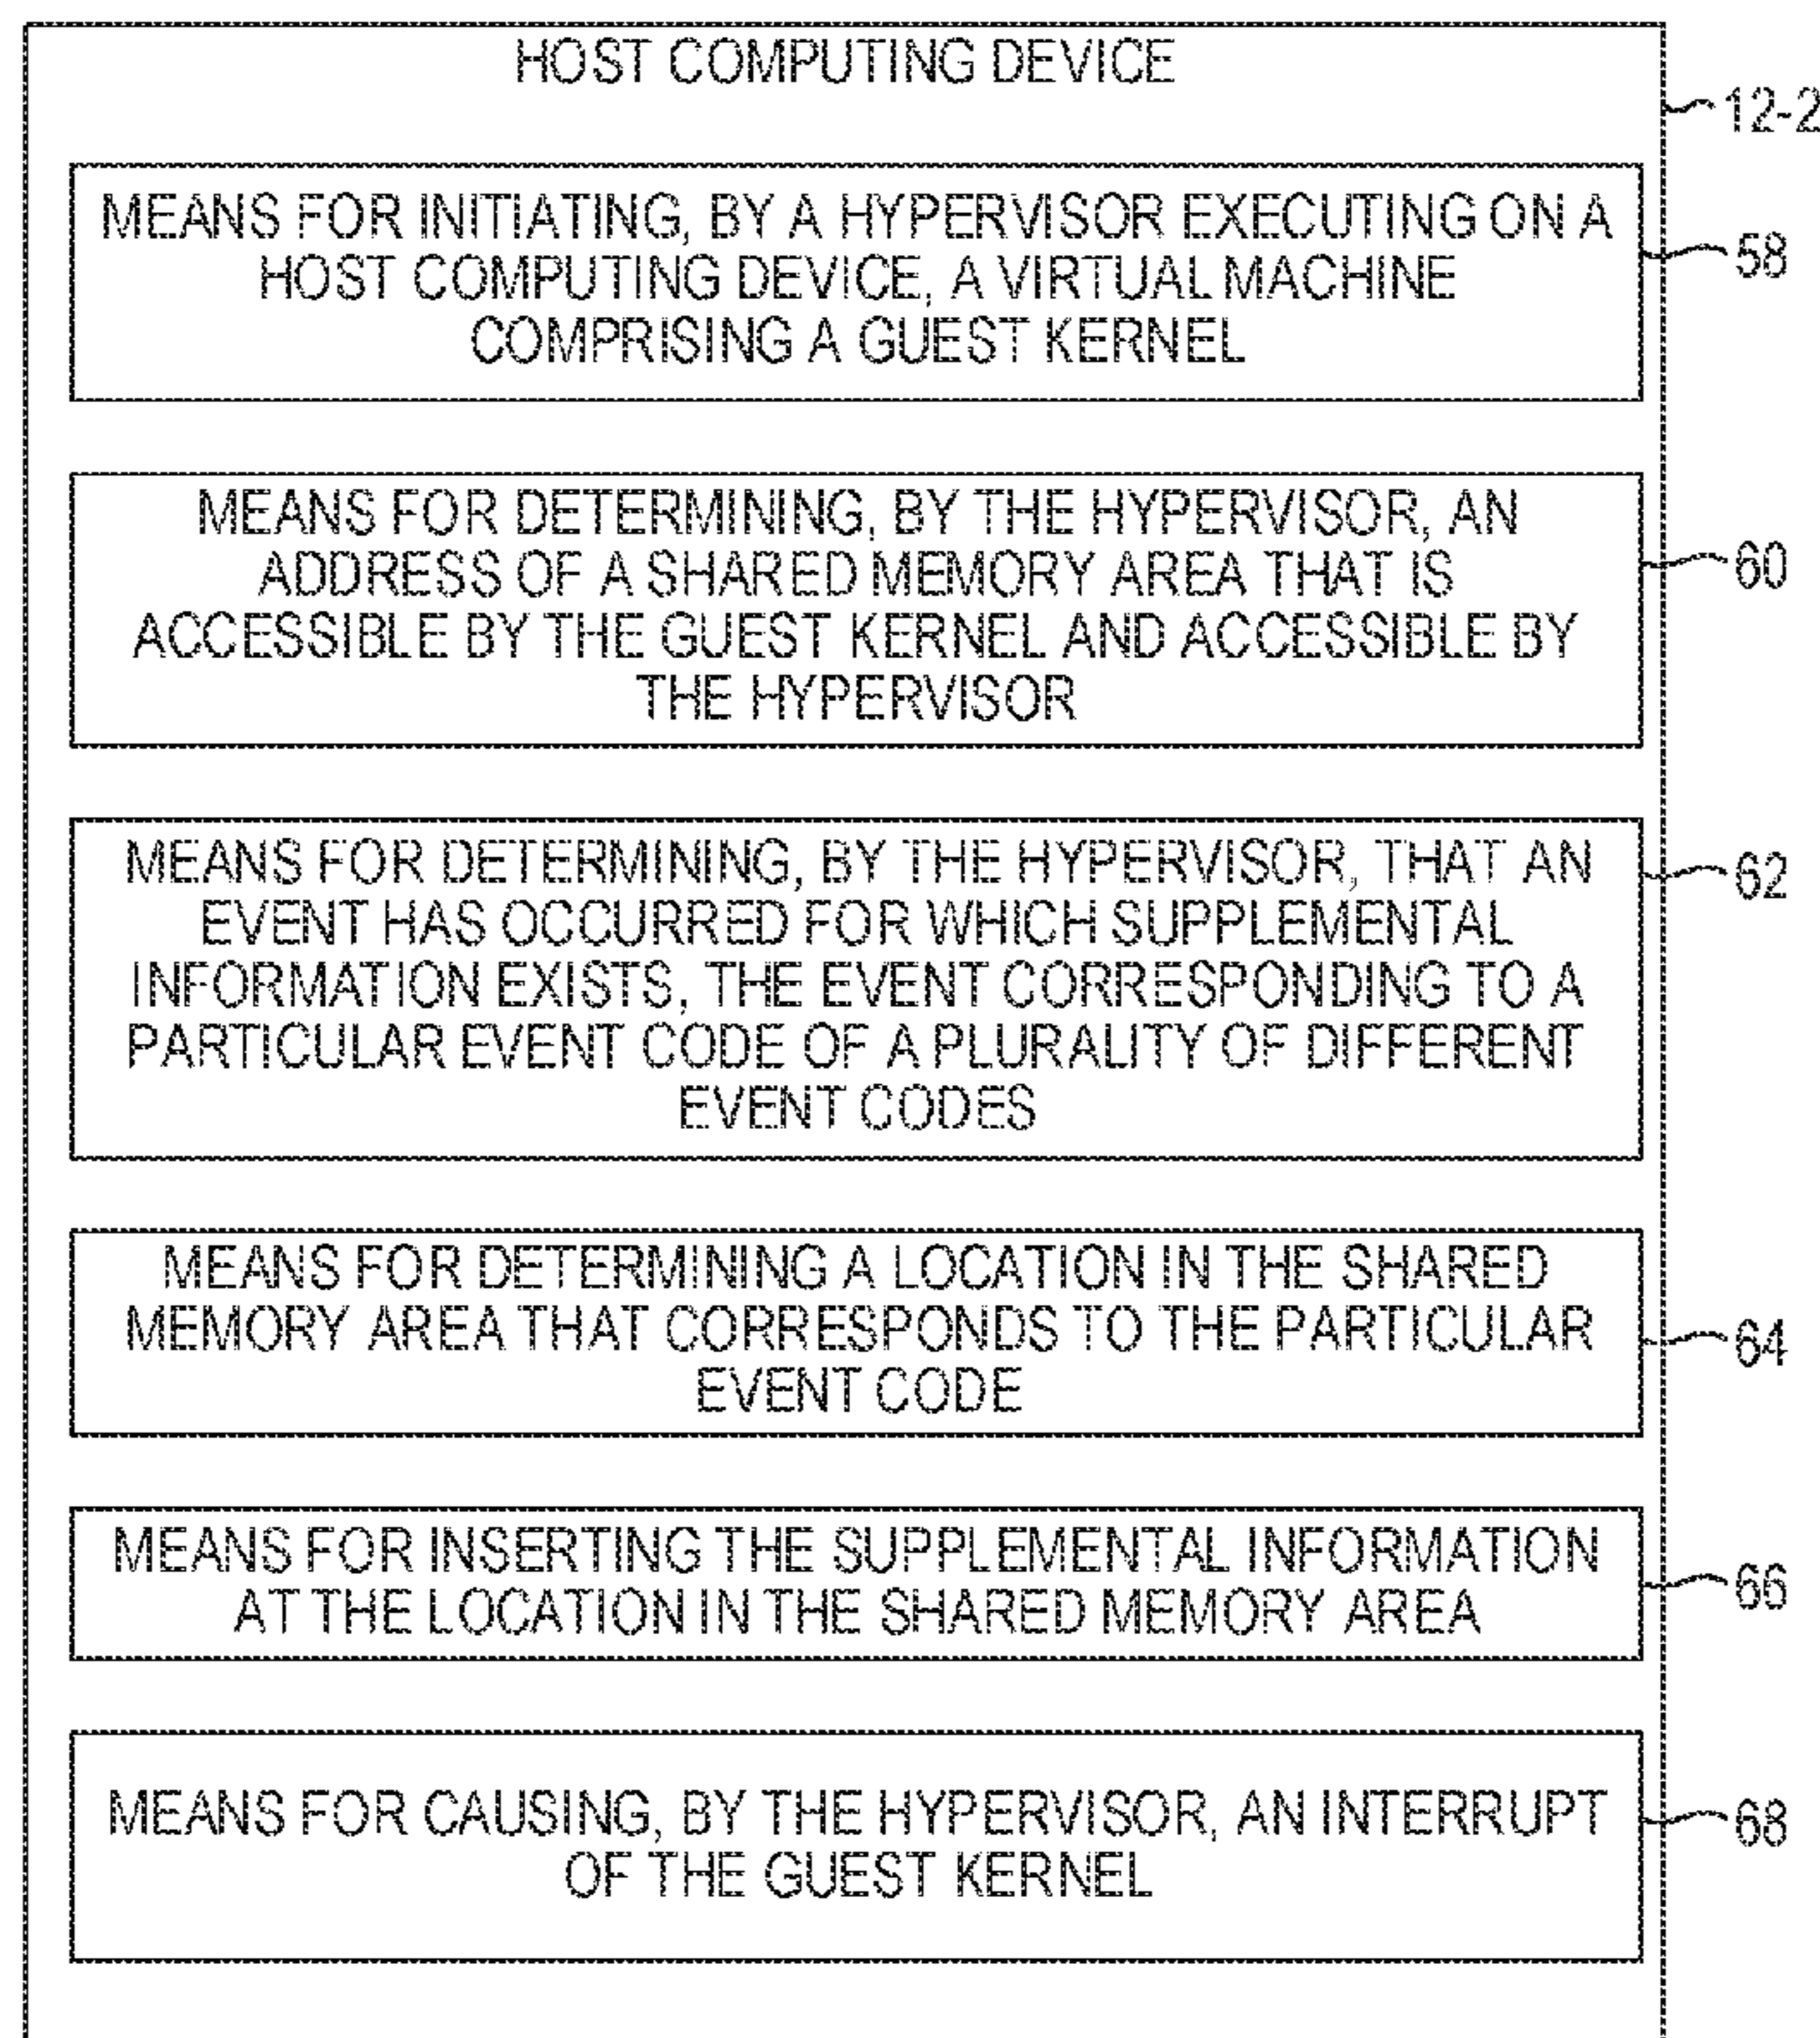 HOST COMPUTING DEVICE
12-2
MEANS FOR INITIATING, BY A HYPERVISOR EXECUTING ON A
HOST COMPUTING DEVICE, A VIRTUAL MACHINE
COMPRISING A GUEST KERNEL
58
MEANS FOR DETERMINING, BY THE HYPERVISOR, AN
ADDRESS OF A SHARED MEMORY AREA THAT IS
ACCESSIBLE BY THE GUEST KERNEL AND ACCESSIBLE BY
THE HYPERVISOR
60
MEANS FOR DETERMINING, BY THE HYPERVISOR, THAT AN
EVENT HAS OCCURRED FOR WHICH SUPPLEMENTAL
INFORMATION EXISTS, THE EVENT CORRESPONDING TO A
PARTICULAR EVENT CODE OF A PLURALITY OF DIFFERENT
EVENT CODES
62
MEANS FOR DETERMINING A LOCATION IN THE SHARED
MEMORY AREA THAT CORRESPONDS TO THE PARTICULAR
EVENT CODE
64
MEANS FOR INSERTING THE SUPPLEMENTAL INFORMATION
AT THE LOCATION IN THE SHARED MEMORY AREA
66
MEANS FOR CAUSING, BY THE HYPERVISOR, AN INTERRUPT
OF THE GUEST KERNEL
68